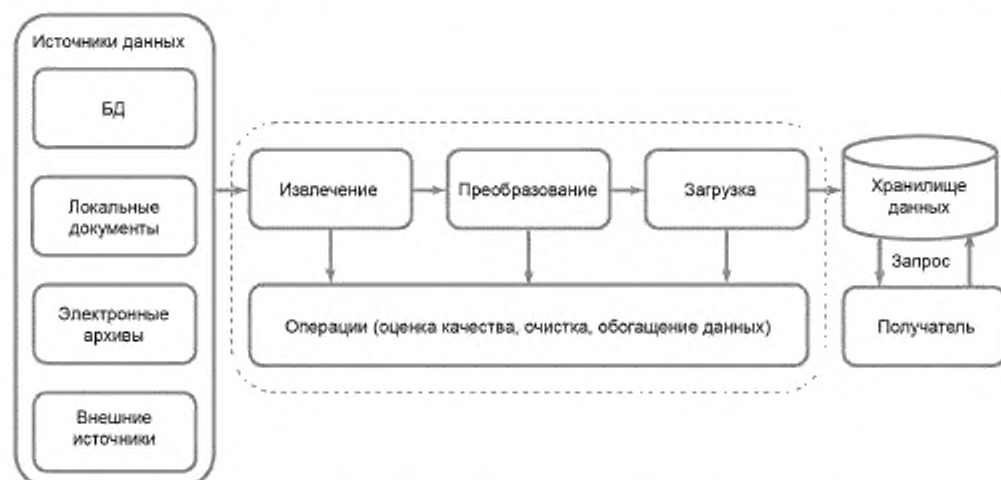 Источники данных
БД
Локальные
документы
Электронные
архивы
Внешние
источники
Извлечение
Преобразование
Загрузка
Операции (оценка качества, очистка, обогащение данных)
Хранилище
данных
Запрос
Получатель